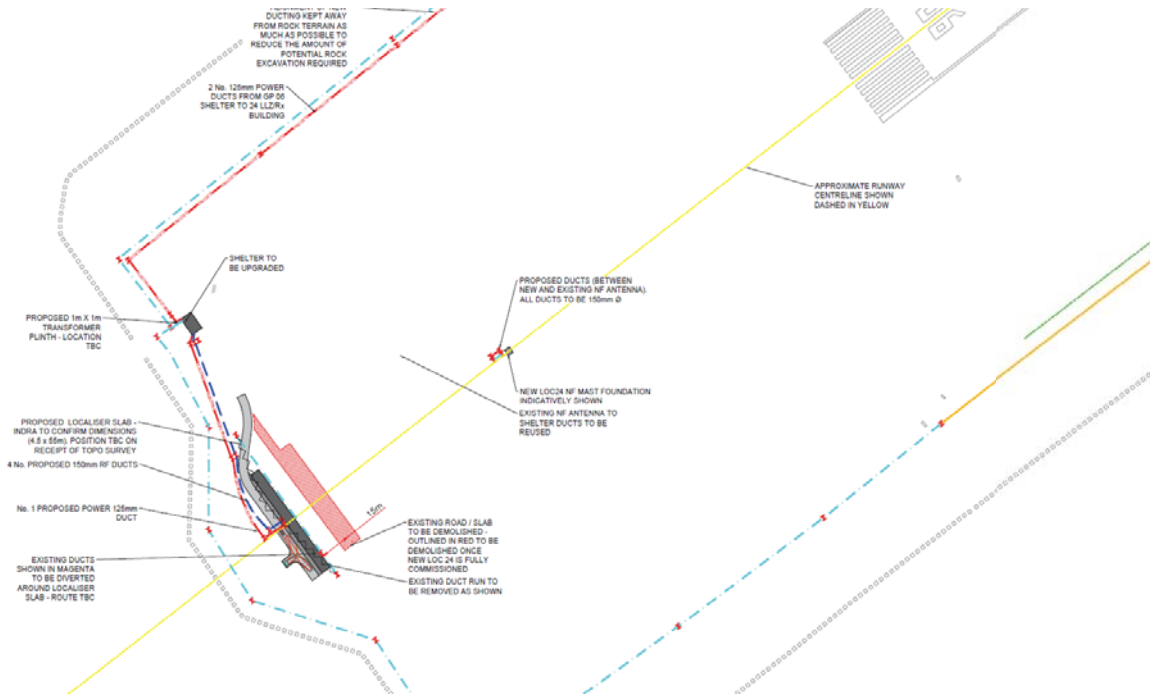 DUCTING KEPT AWAY
FROM ROCK TERRAIN AS
MUCH AS POSSIBLE TO
REDUCE THE AMOUNT OF
POTENTIAL ROCK
EXCAVATION REQUIRED
2 No. 125mm POWER
DUCTS FROM GP 06
SHELTER TO 24 LLZ/Rx
BUILDING
APPROXIMATE RUNWAY
CENTRELINE SHOWN
DASHED IN YELLOW
SHELTER TO
BE UPGRADED
PROPOSED DUCTS (BETWEEN
NEW AND EXISTING NF ANTENNA).
ALL DUCTS TO BE 150mm Ø
PROPOSED 1m X 1m
TRANSFORMER
PLINTH - LOCATION
TBC
NEW LOC24 NF MAST FOUNDATION
INDICATIVELY SHOWN
EXISTING NF ANTENNA TO
SHELTER DUCTS TO BE
REUSED
PROPOSED LOCALISER SLAB -
INDRA TO CONFIRM DIMENSIONS
(4.5 x 55m). POSITION TBC ON
RECEIPT OF TOPO SURVEY
4 No. PROPOSED 150mm RF DUCTS
No. 1 PROPOSED POWER 125mm
DUCT
15m
EXISTING ROAD / SLAB
TO BE DEMOLISHED -
OUTLINED IN RED TO BE
DEMOLISHED ONCE
NEW LOC 24 IS FULLY
COMMISSIONED
EXISTING DUCTS
SHOWN IN MAGENTA
TO BE DIVERTED
AROUND LOCALISER
SLAB - ROUTE TBC
EXISTING DUCT RUN TO
BE REMOVED AS SHOWN